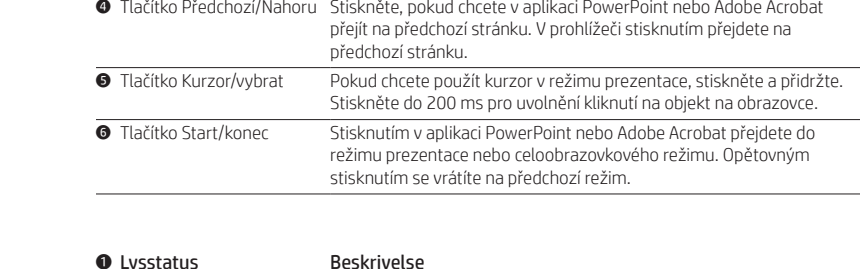 ❹ Tlačítko Předchozí/Nahoru Stiskněte, pokud chcete v aplikaci PowerPoint nebo Adobe Acrobat
přejít na předchozí stránku. V prohlížeči stisknutím přejdete na
předchozí stránku.
❺ Tlačítko Kurzor/vybrat Pokud chcete použít kurzor v režimu prezentace, stiskněte a přidržte.
Stiskněte do 200 ms pro uvolnění kliknutí na objekt na obrazovce.
❻ Tlačítko Start/konec Stisknutím v aplikaci PowerPoint nebo Adobe Acrobat přejdete do
režimu prezentace nebo celoobrazovkového režimu. Opětovným
stisknutím se vrátíte na předchozí režim.
❶ Lysstatus Beskrivelse